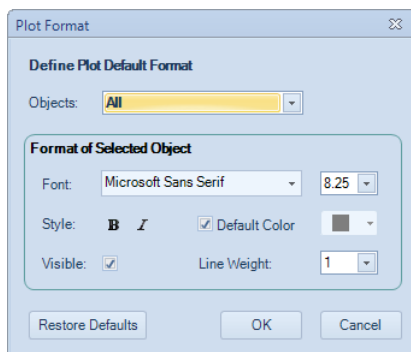 Plot Format
Define Plot Default Format
Objects: All
Format of Selected Object
Font: Microsoft Sans Serif 8.25
Style: B I Default Color
Visible: Line Weight: 1
Restore Defaults OK Cancel